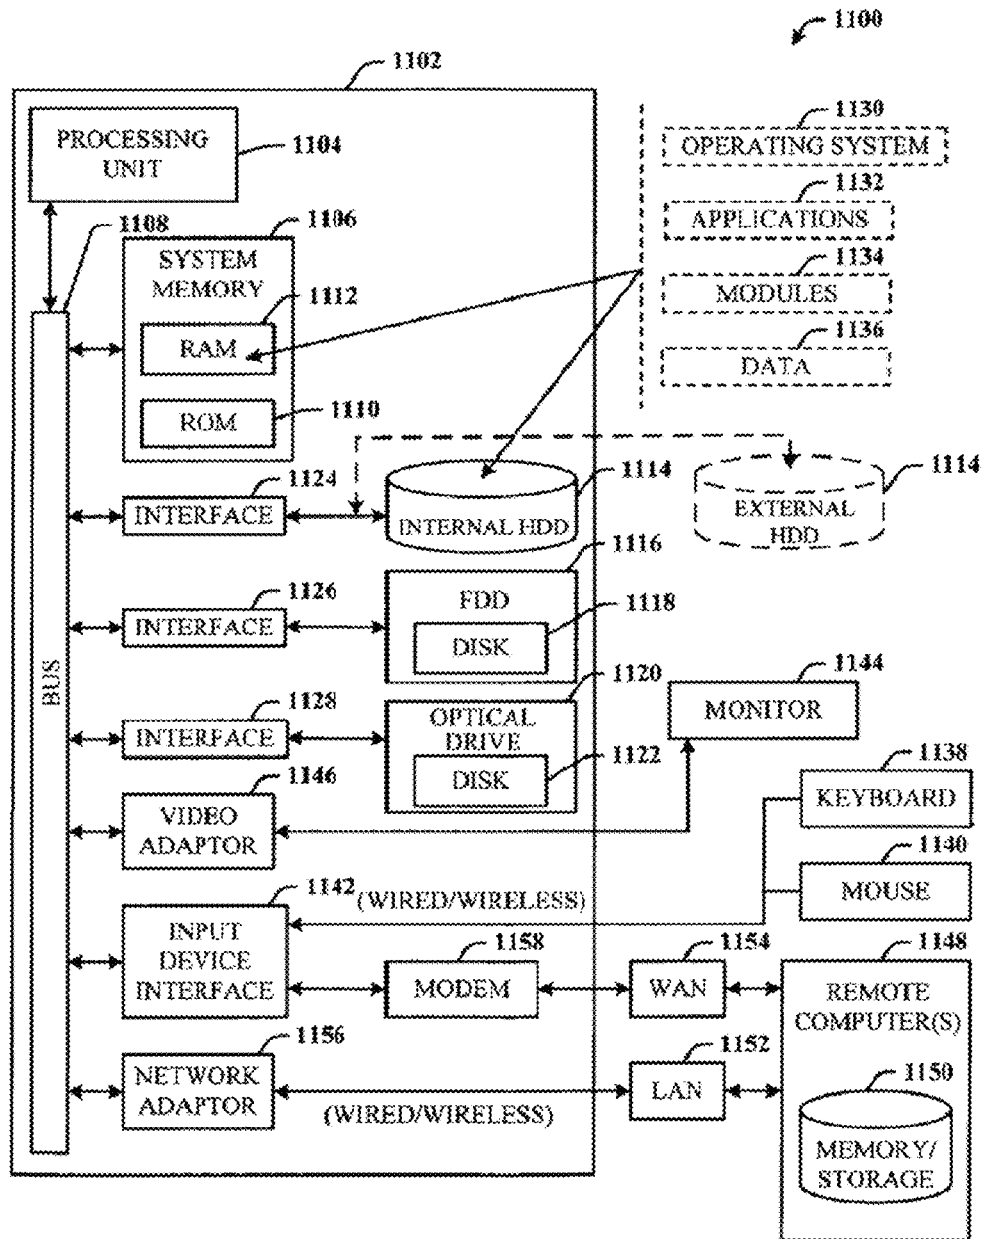 1100
1102
PROCESSING
UNIT
1104
1130
OPERATING SYSTEM
1132
APPLICATIONS
1134
MODULES
1136
DATA
1108
1106
SYSTEM
MEMORY
1112
RAM
1110
ROM
BUS
1124
INTERFACE
1114
INTERNAL HDD
1114
EXTERNAL
HDD
1126
INTERFACE
1116
FDD
1118
DISK
1128
INTERFACE
1120
OPTICAL
DRIVE
1122
DISK
1144
MONITOR
1146
VIDEO
ADAPTOR
1138
KEYBOARD
1140
MOUSE
1142
(WIRED/WIRELESS)
INPUT
DEVICE
INTERFACE
1158
MODEM
1154
WAN
1148
REMOTE
COMPUTER(S)
1156
NETWORK
ADAPTOR
(WIRED/WIRELESS)
1152
LAN
1150
MEMORY/
STORAGE